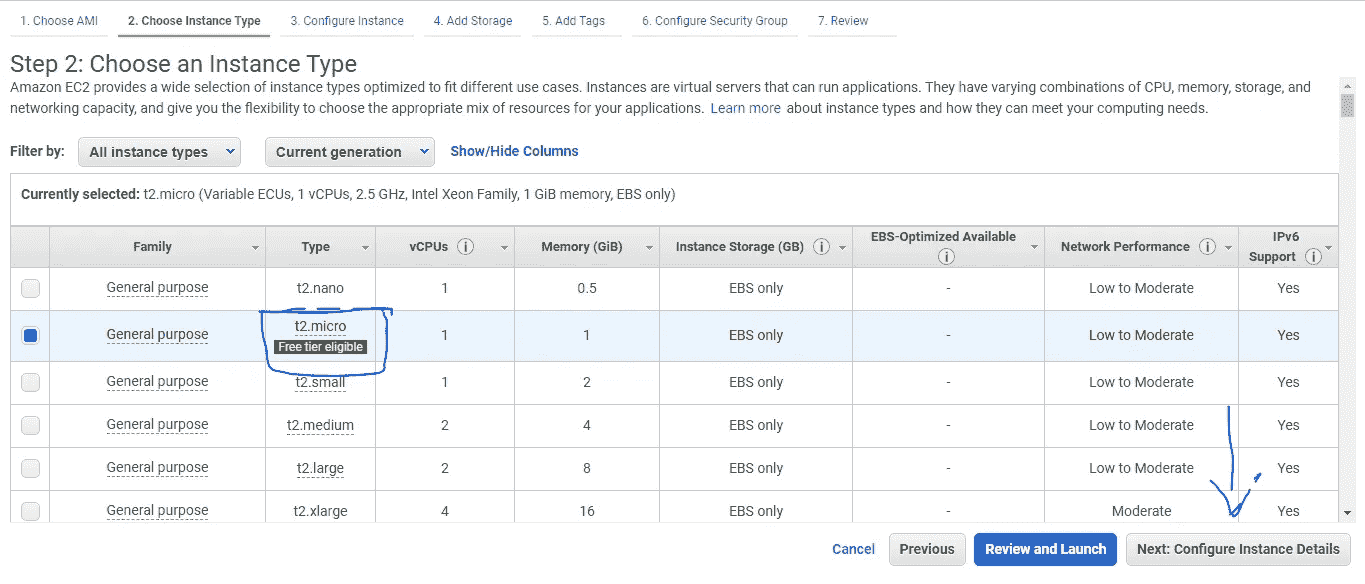 1. Choose AMI 2. Choose Instance Type 3. Configure Instance 4. Add Storage 5. Add Tags 6. Configure Security Group 7. Review
Step 2: Choose an Instance Type
Amazon EC2 provides a wide selection of instance types optimized to fit different use cases. Instances are virtual servers that can run applications. They have varying combinations of CPU, memory, storage, and
networking capacity, and give you the flexibility to choose the appropriate mix of resources for your applications. Learn more about instance types and how they can meet your computing needs.
Filter by: All instance types Current generation Show/Hide Columns
Currently selected: t2.micro (Variable ECUs, 1 vCPUs, 2.5 GHz, Intel Xeon Family, 1 GiB memory, EBS only)
Family Type vCPUs i Memory (GiB) Instance Storage (GB) i EBS-Optimized Available i Network Performance i IPv6 Support i
General purpose t2.nano 1 0.5 EBS only - Low to Moderate Yes
General purpose t2.micro 1 1 EBS only - Low to Moderate Yes
Free tier eligible
General purpose t2.small 1 2 EBS only - Low to Moderate Yes
General purpose t2.medium 2 4 EBS only - Low to Moderate Yes
General purpose t2.large 2 8 EBS only - Low to Moderate Yes
General purpose t2.xlarge 4 16 EBS only - Moderate Yes
Cancel Previous Review and Launch Next: Configure Instance Details